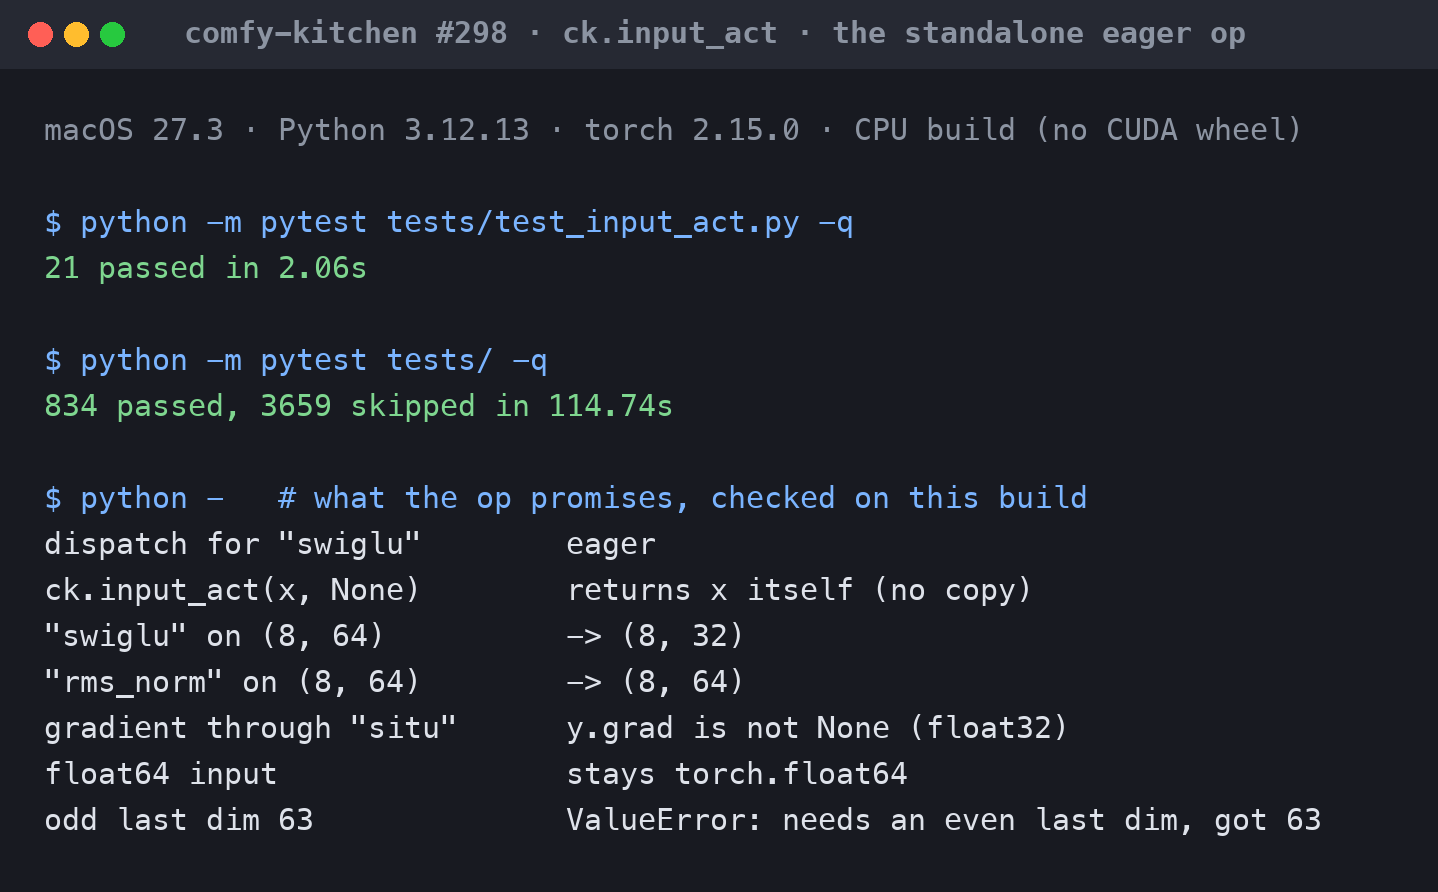 comfy-kitchen #298 · ck.input_act · the standalone eager op
macOS 27.3 · Python 3.12.13 · torch 2.15.0 · CPU build (no CUDA wheel)
$ python -m pytest tests/test_input_act.py -q
21 passed in 2.06s
$ python -m pytest tests/ -q
834 passed, 3659 skipped in 114.74s
$ python -   # what the op promises, checked on this build
dispatch for "swiglu"        eager
ck.input_act(x, None)        returns x itself (no copy)
"swiglu" on (8, 64)          -> (8, 32)
"rms_norm" on (8, 64)        -> (8, 64)
gradient through "situ"      y.grad is not None (float32)
float64 input                stays torch.float64
odd last dim 63              ValueError: needs an even last dim, got 63